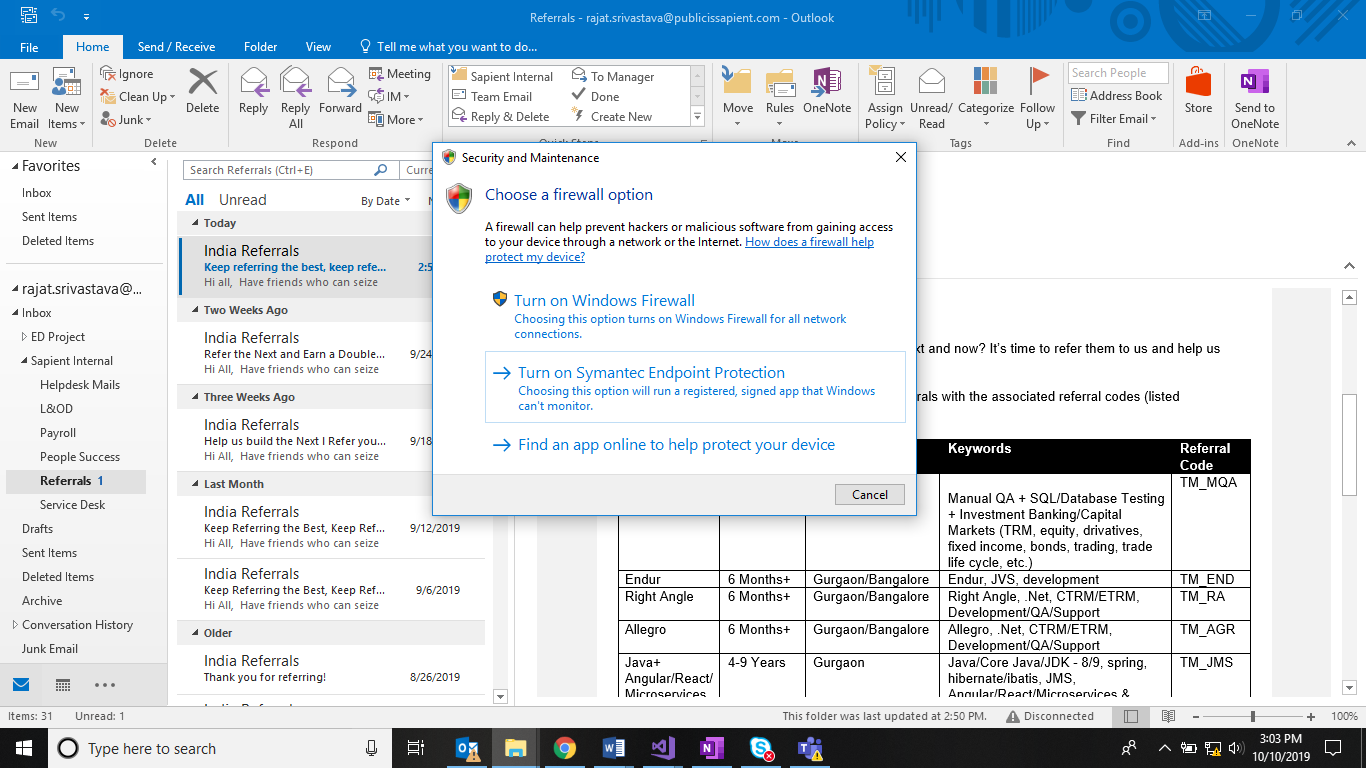 Referrals - rajat.srivastava@publicissapient.com - Outlook
File
Home
Send / Receive
Folder
View
Tell me what you want to do...
New
Email
New
Items
Ignore
Clean Up
Junk
Delete
Reply
Reply
All
Forward
Meeting
IM
More
Sapient Internal
Team Email
Reply & Delete
To Manager
Done
Create New
Move
Rules
OneNote
Assign
Policy
Unread/
Read
Categorize
Follow
Up
Search People
Address Book
Filter Email
Store
Send to
OneNote
New
Delete
Respond
Quick Steps
Move
Tags
Find
Add-ins
OneNote
Favorites
Inbox
Sent Items
Deleted Items
rajat.srivastava@...
Inbox
ED Project
Sapient Internal
Helpdesk Mails
L&OD
Payroll
People Success
Referrals 1
Service Desk
Drafts
Sent Items
Deleted Items
Archive
Conversation History
Junk Email
Search Referrals (Ctrl+E)
All
Unread
By Date
Today
India Referrals
Keep referring the best, keep refe...
Hi all, Have friends who can seize
Two Weeks Ago
India Referrals
Refer the Next and Earn a Double... 9/24
Hi All, Have friends who can seize
Three Weeks Ago
India Referrals
Help us build the Next I Refer you... 9/18
Hi All, Have friends who can seize
Last Month
India Referrals
Keep Referring the Best, Keep Ref... 9/12/2019
Hi All, Have friends who can seize
India Referrals
Keep Referring the Best, Keep Ref... 9/6/2019
Hi All, Have friends who can seize
Older
India Referrals
Thank you for referring! 8/26/2019
Security and Maintenance
Choose a firewall option
A firewall can help prevent hackers or malicious software from gaining access
to your device through a network or the Internet. How does a firewall help
protect my device?
Turn on Windows Firewall
Choosing this option turns on Windows Firewall for all network
connections.
Turn on Symantec Endpoint Protection
Choosing this option will run a registered, signed app that Windows
can't monitor.
Find an app online to help protect your device
Cancel
xt and now? It's time to refer them to us and help us
rals with the associated referral codes (listed
Keywords
Referral
Code
Manual QA + SQL/Database Testing
+ Investment Banking/Capital
Markets (TRM, equity, drivatives,
fixed income, bonds, trading, trade
life cycle, etc.)
TM_MQA
Endur 6 Months+ Gurgaon/Bangalore Endur, JVS, development TM_END
Right Angle 6 Months+ Gurgaon/Bangalore Right Angle, .Net, CTRM/ETRM, TM_RA
Development/QA/Support
Allegro 6 Months+ Gurgaon/Bangalore Allegro, .Net, CTRM/ETRM, TM_AGR
Development/QA/Support
Java+ 4-9 Years Gurgaon Java/Core Java/JDK - 8/9, spring, TM_JMS
Angular/React/ hibernate/ibatis, JMS,
Microservices Angular/React/Microservices &
Items: 31
Unread: 1
This folder was last updated at 2:50 PM.
Disconnected
100%
Type here to search
3:03 PM
10/10/2019